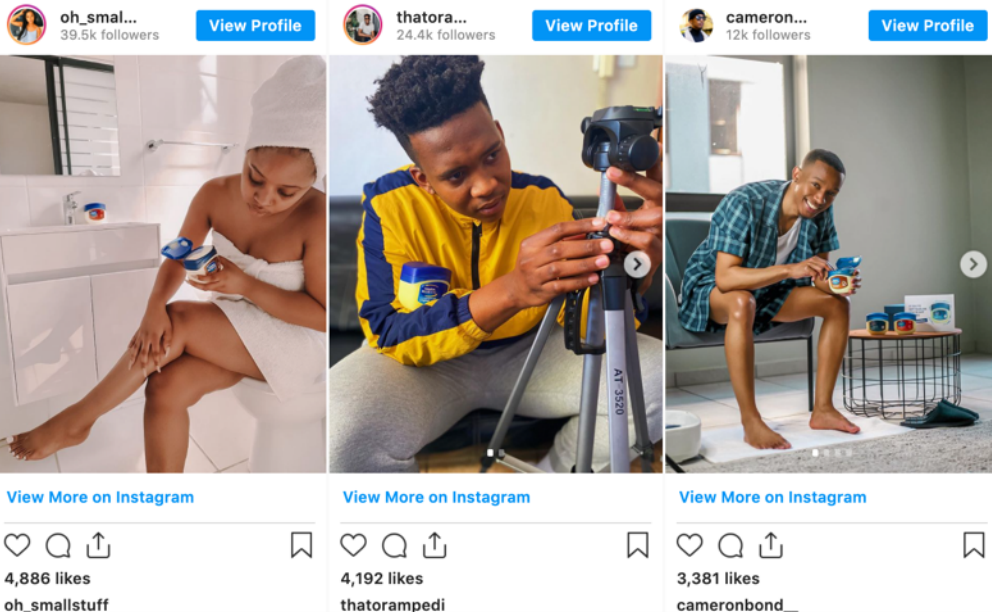 oh_smal...
39.5k followers
View Profile
thatora...
24.4k followers
View Profile
cameron...
12k followers
View Profile
AT 3520
View More on Instagram
View More on Instagram
View More on Instagram
4,886 likes
4,192 likes
3,381 likes
oh_smallstuff
thatorampedi
cameronbond__